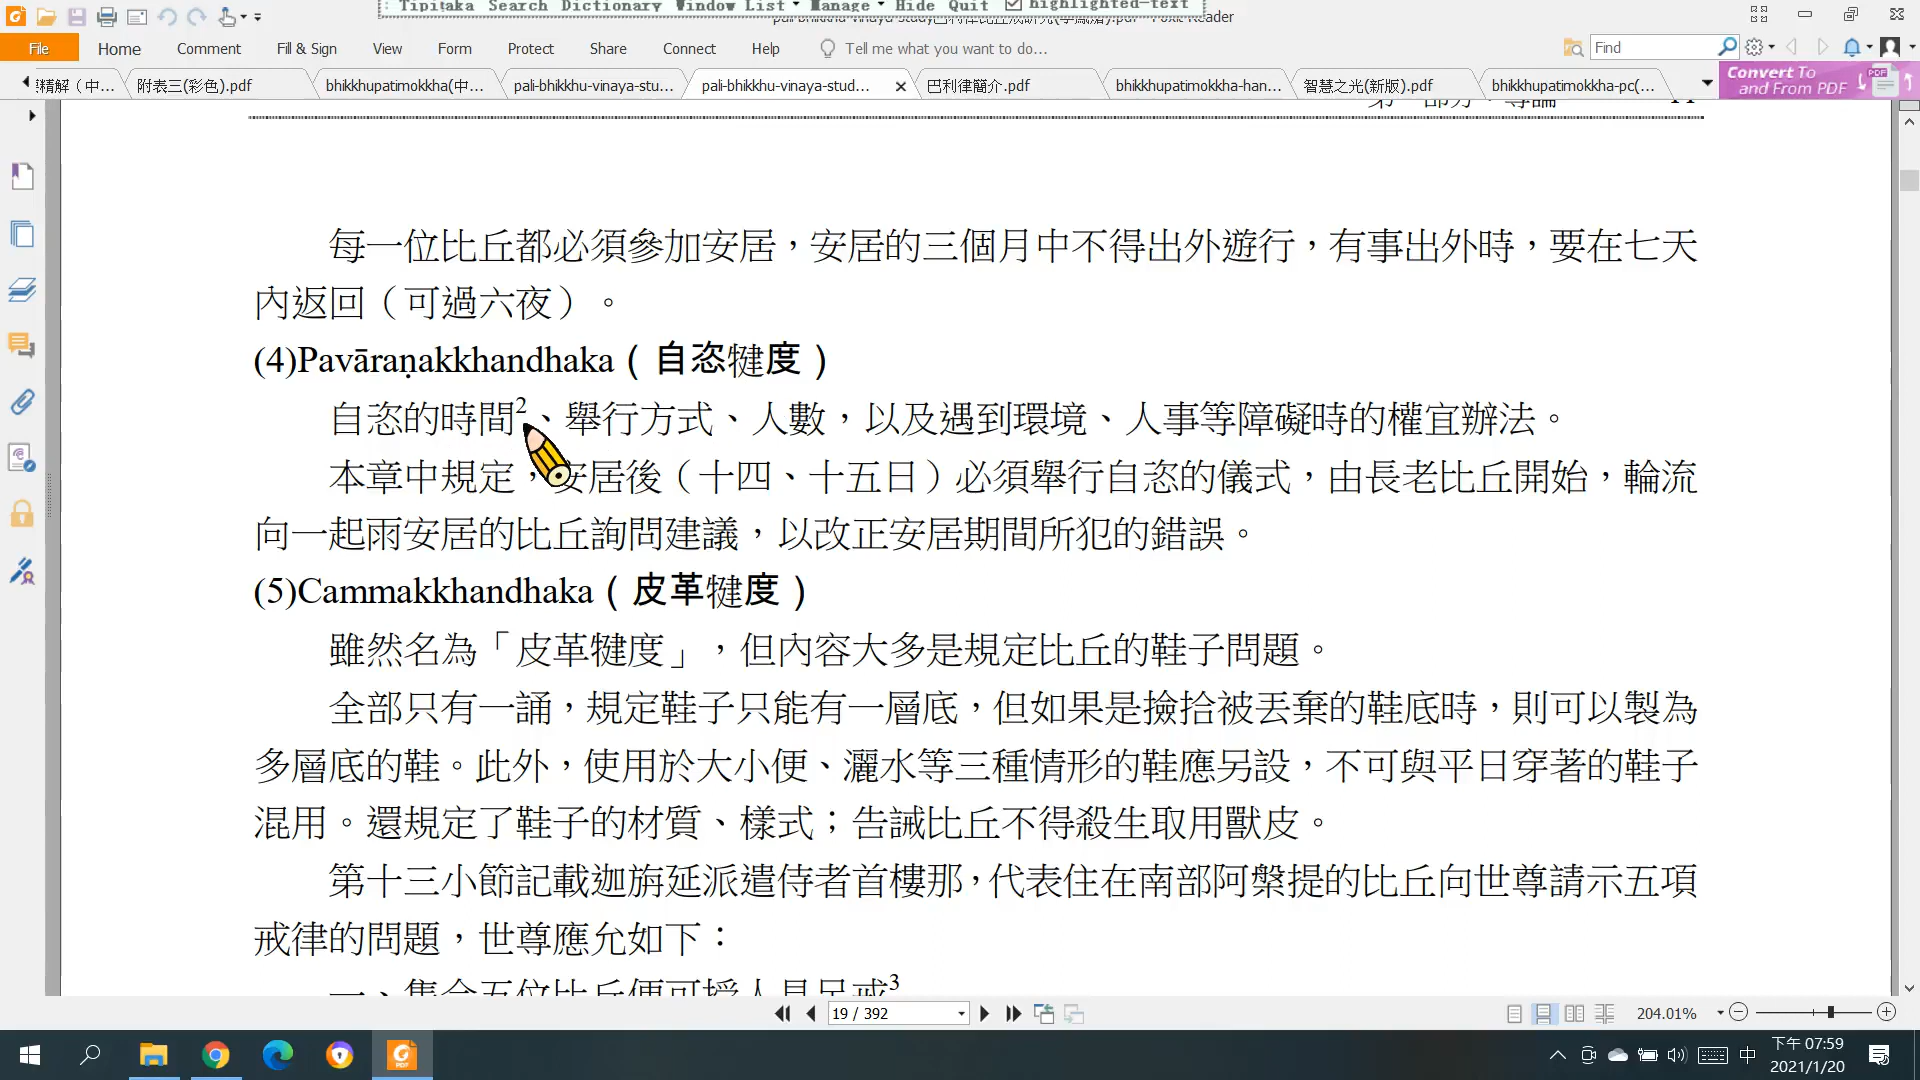 Tipitaka Search Dictionary Window List Manage Hide Quit highlighted-text
File Home Comment Fill & Sign View Form Protect Share Connect Help Tell me what you want to do... Find
附表三(彩色).pdf bhikkhupatimokkha(中... pali-bhikkhu-vinaya-stu... pali-bhikkhu-vinaya-stud... 巴利律簡介.pdf bhikkhupatimokkha-han... 智慧之光(新版).pdf bhikkhupatimokkha-pc(...
Convert To
and From PDF
每一位比丘都必須參加安居，安居的三個月中不得出外遊行，有事出外時，要在七天
內返回（可過六夜）。
(4)Pavāraṇakkhandhaka（自恣犍度）
自恣的時間2、舉行方式、人數，以及遇到環境、人事等障礙時的權宜辦法。
本章中規定，安居後（十四、十五日）必須舉行自恣的儀式，由長老比丘開始，輪流
向一起雨安居的比丘詢問建議，以改正安居期間所犯的錯誤。
(5)Cammakkhandhaka（皮革犍度）
雖然名為「皮革犍度」，但內容大多是規定比丘的鞋子問題。
全部只有一誦，規定鞋子只能有一層底，但如果是撿拾被丟棄的鞋底時，則可以製為
多層底的鞋。此外，使用於大小便、灑水等三種情形的鞋應另設，不可與平日穿著的鞋子
混用。還規定了鞋子的材質、樣式；告誡比丘不得殺生取用獸皮。
第十三小節記載迦旃延派遣侍者首樓那，代表住在南部阿槃提的比丘向世尊請示五項
戒律的問題，世尊應允如下：
一、集合五位比丘便可授人具足戒3
19 / 392 204.01%
中 下午 07:59
2021/1/20